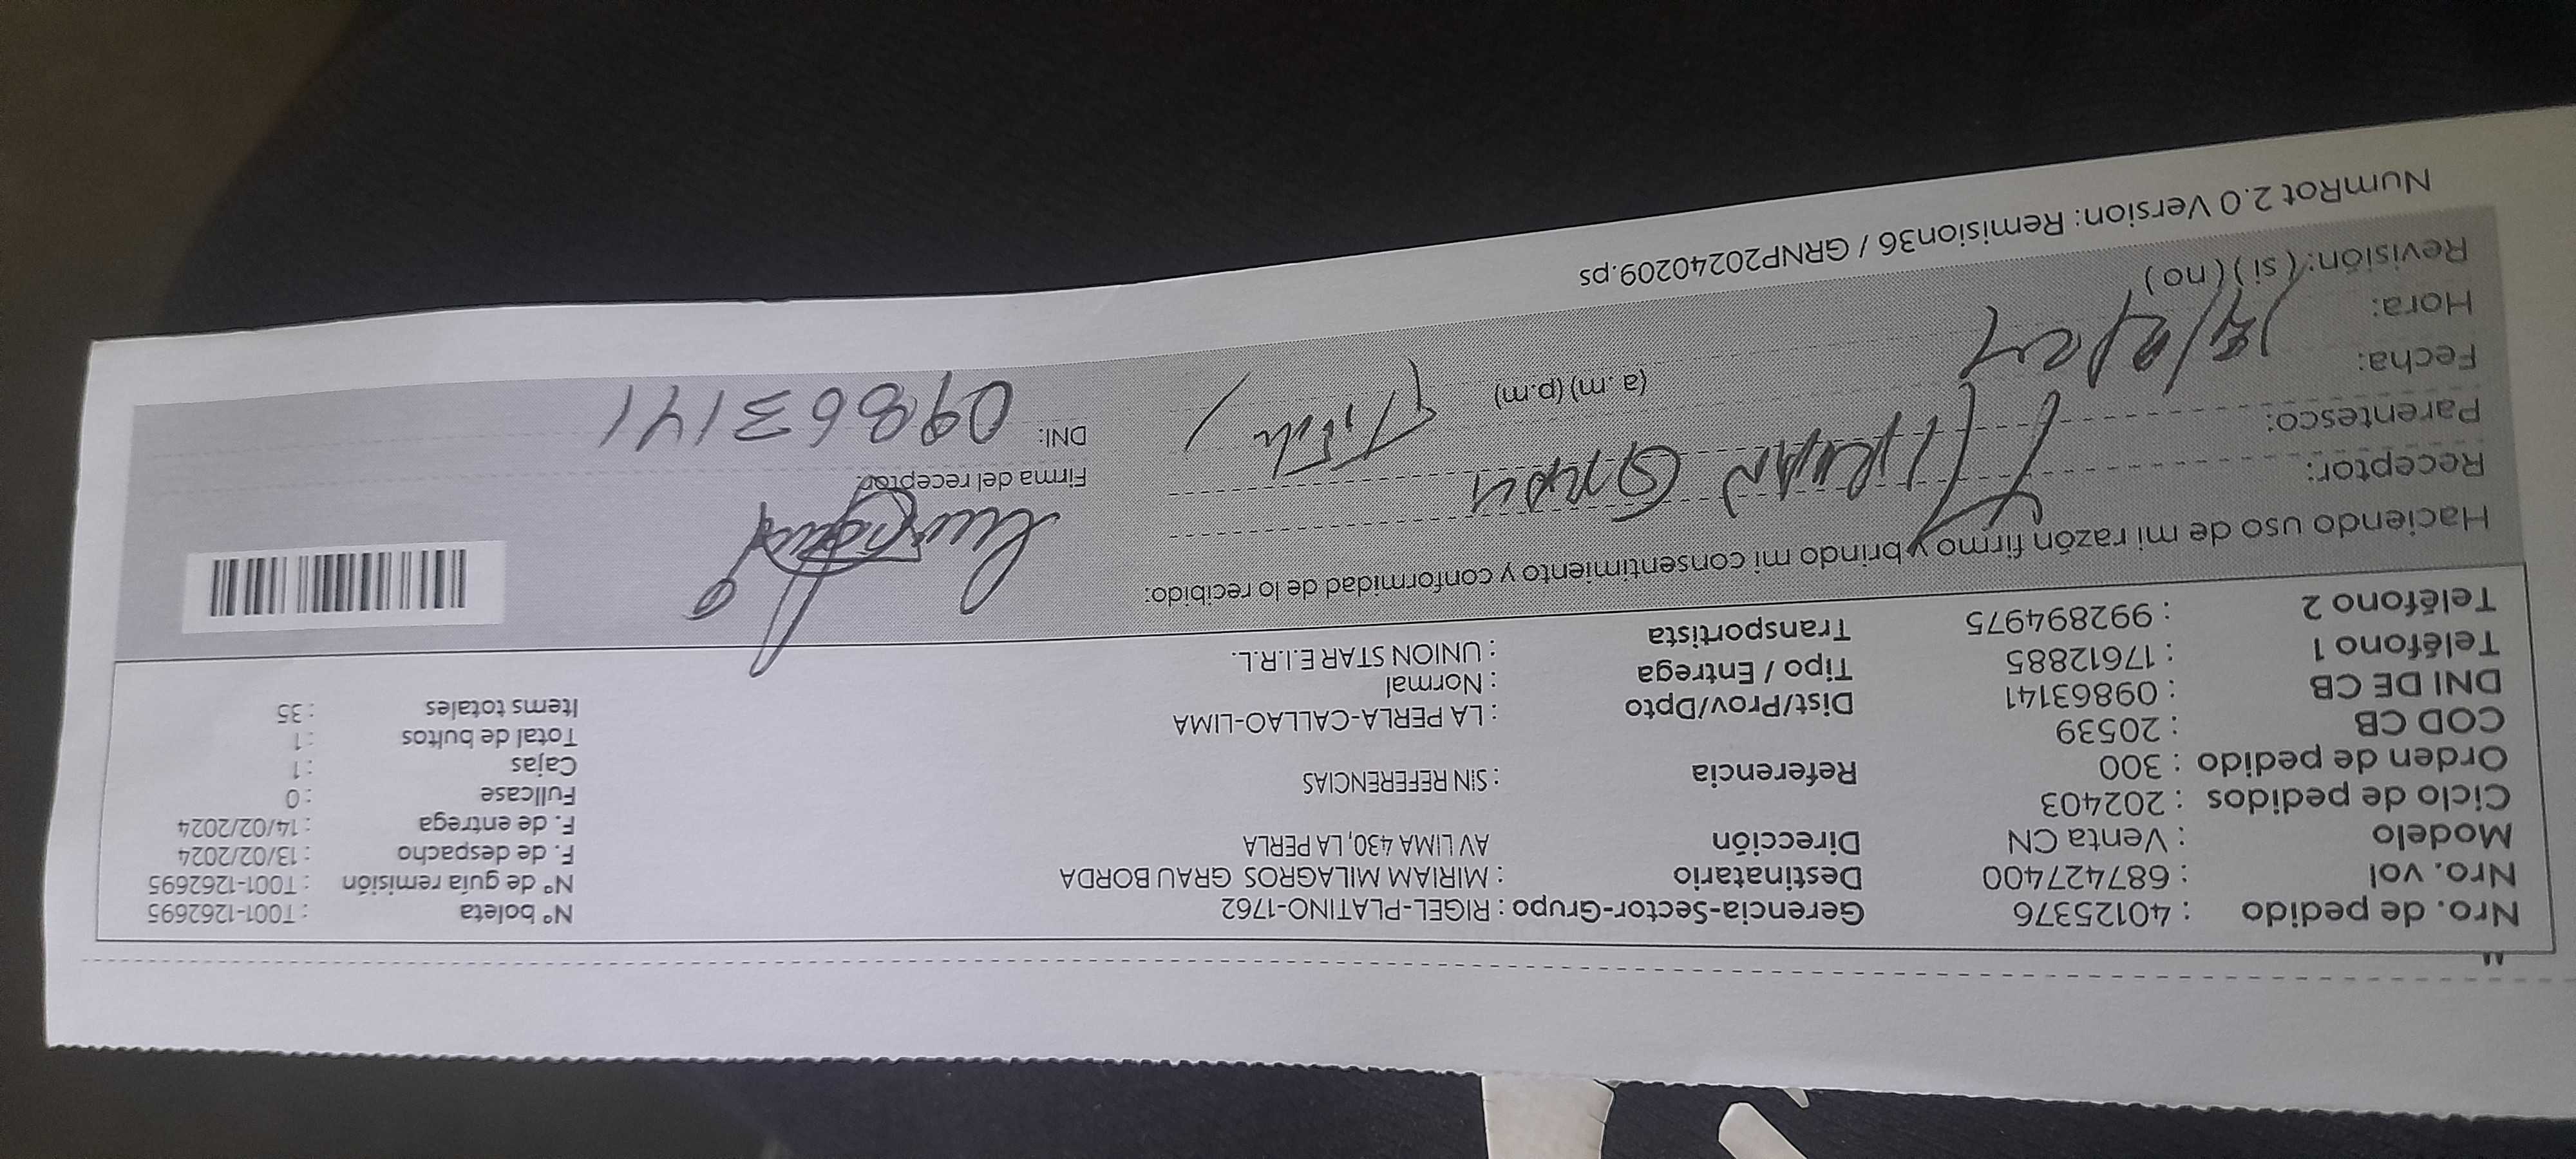 Nro. de pedido : 40125376 Gerencia-Sector-Grupo : RIGEL-PLATINO-1762 N° boleta : T001-1262695
Nro. vol : 687427400 Destinatario : MIRIAM MILAGROS GRAU BORDA N° de guía remisión : T001-1262695
Modelo : Venta CN Dirección AV LIMA 430, LA PERLA F. de despacho : 13/02/2024
Ciclo de pedidos : 202403 F. de entrega : 14/02/2024
Orden de pedido : 300 Referencia : SIN REFERENCIAS Fullcase : 0
COD CB : 20539 Cajas : 1
DNI DE CB : 09863141 Dist/Prov/Dpto : LA PERLA-CALLAO-LIMA Total de bultos : 1
Teléfono 1 : 17612885 Tipo / Entrega : Normal Items totales : 35
Teléfono 2 : 992894975 Transportista : UNION STAR E.I.R.L.
Haciendo uso de mi razón firmo y brindo mi consentimiento y conformidad de lo recibido:
Receptor: Grau Firma del receptor
Parentesco: DNI: 09863141
Fecha:
Hora: (a .m) (p.m)
Revisión: ( si ) ( no )
NumRot 2.0 Version: Remision36 / GRNP20240209.ps